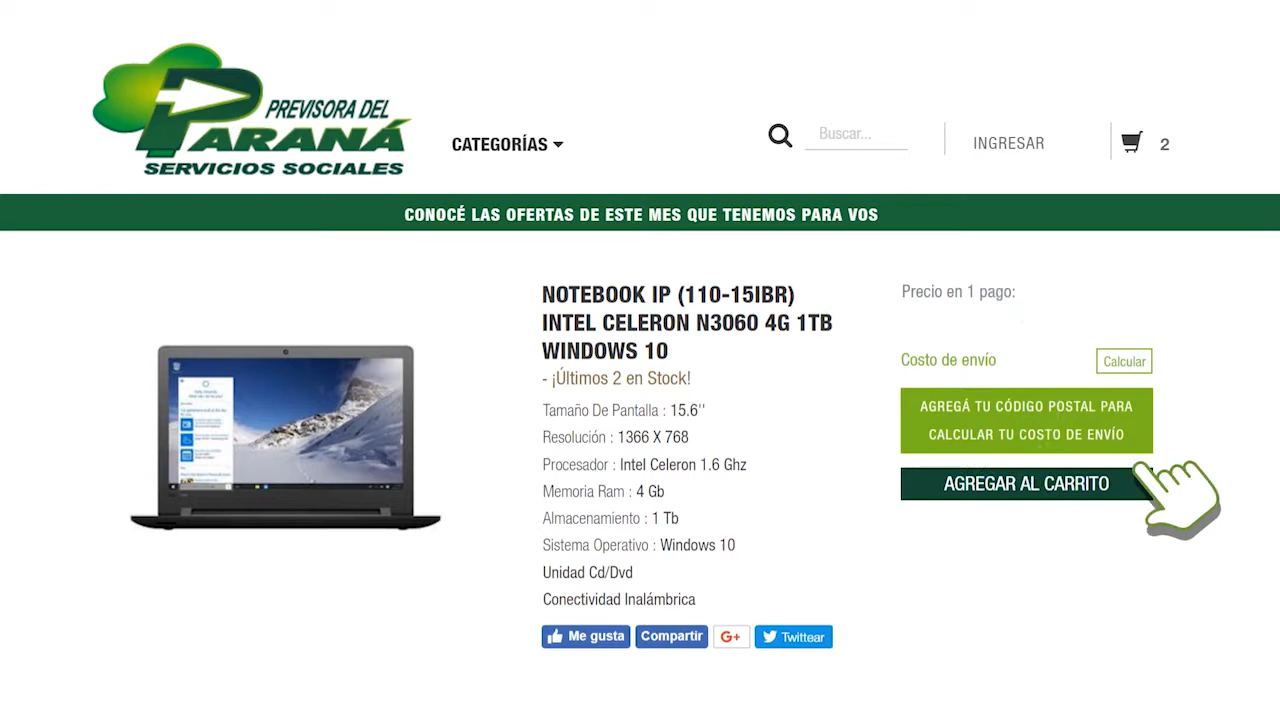 PREVISORA DEL
PARANÁ
SERVICIOS SOCIALES
CATEGORÍAS
Buscar...
INGRESAR
2
CONOCÉ LAS OFERTAS DE ESTE MES QUE TENEMOS PARA VOS
NOTEBOOK IP (110-15IBR)
INTEL CELERON N3060 4G 1TB
WINDOWS 10
- ¡Últimos 2 en Stock!
Tamaño De Pantalla : 15.6''
Resolución : 1366 X 768
Procesador : Intel Celeron 1.6 Ghz
Memoria Ram : 4 Gb
Almacenamiento : 1 Tb
Sistema Operativo : Windows 10
Unidad Cd/Dvd
Conectividad Inalámbrica
Me gusta
Compartir
G+
Twittear
Precio en 1 pago:
Costo de envío
Calcular
AGREGÁ TU CÓDIGO POSTAL PARA
CALCULAR TU COSTO DE ENVÍO
AGREGAR AL CARRITO